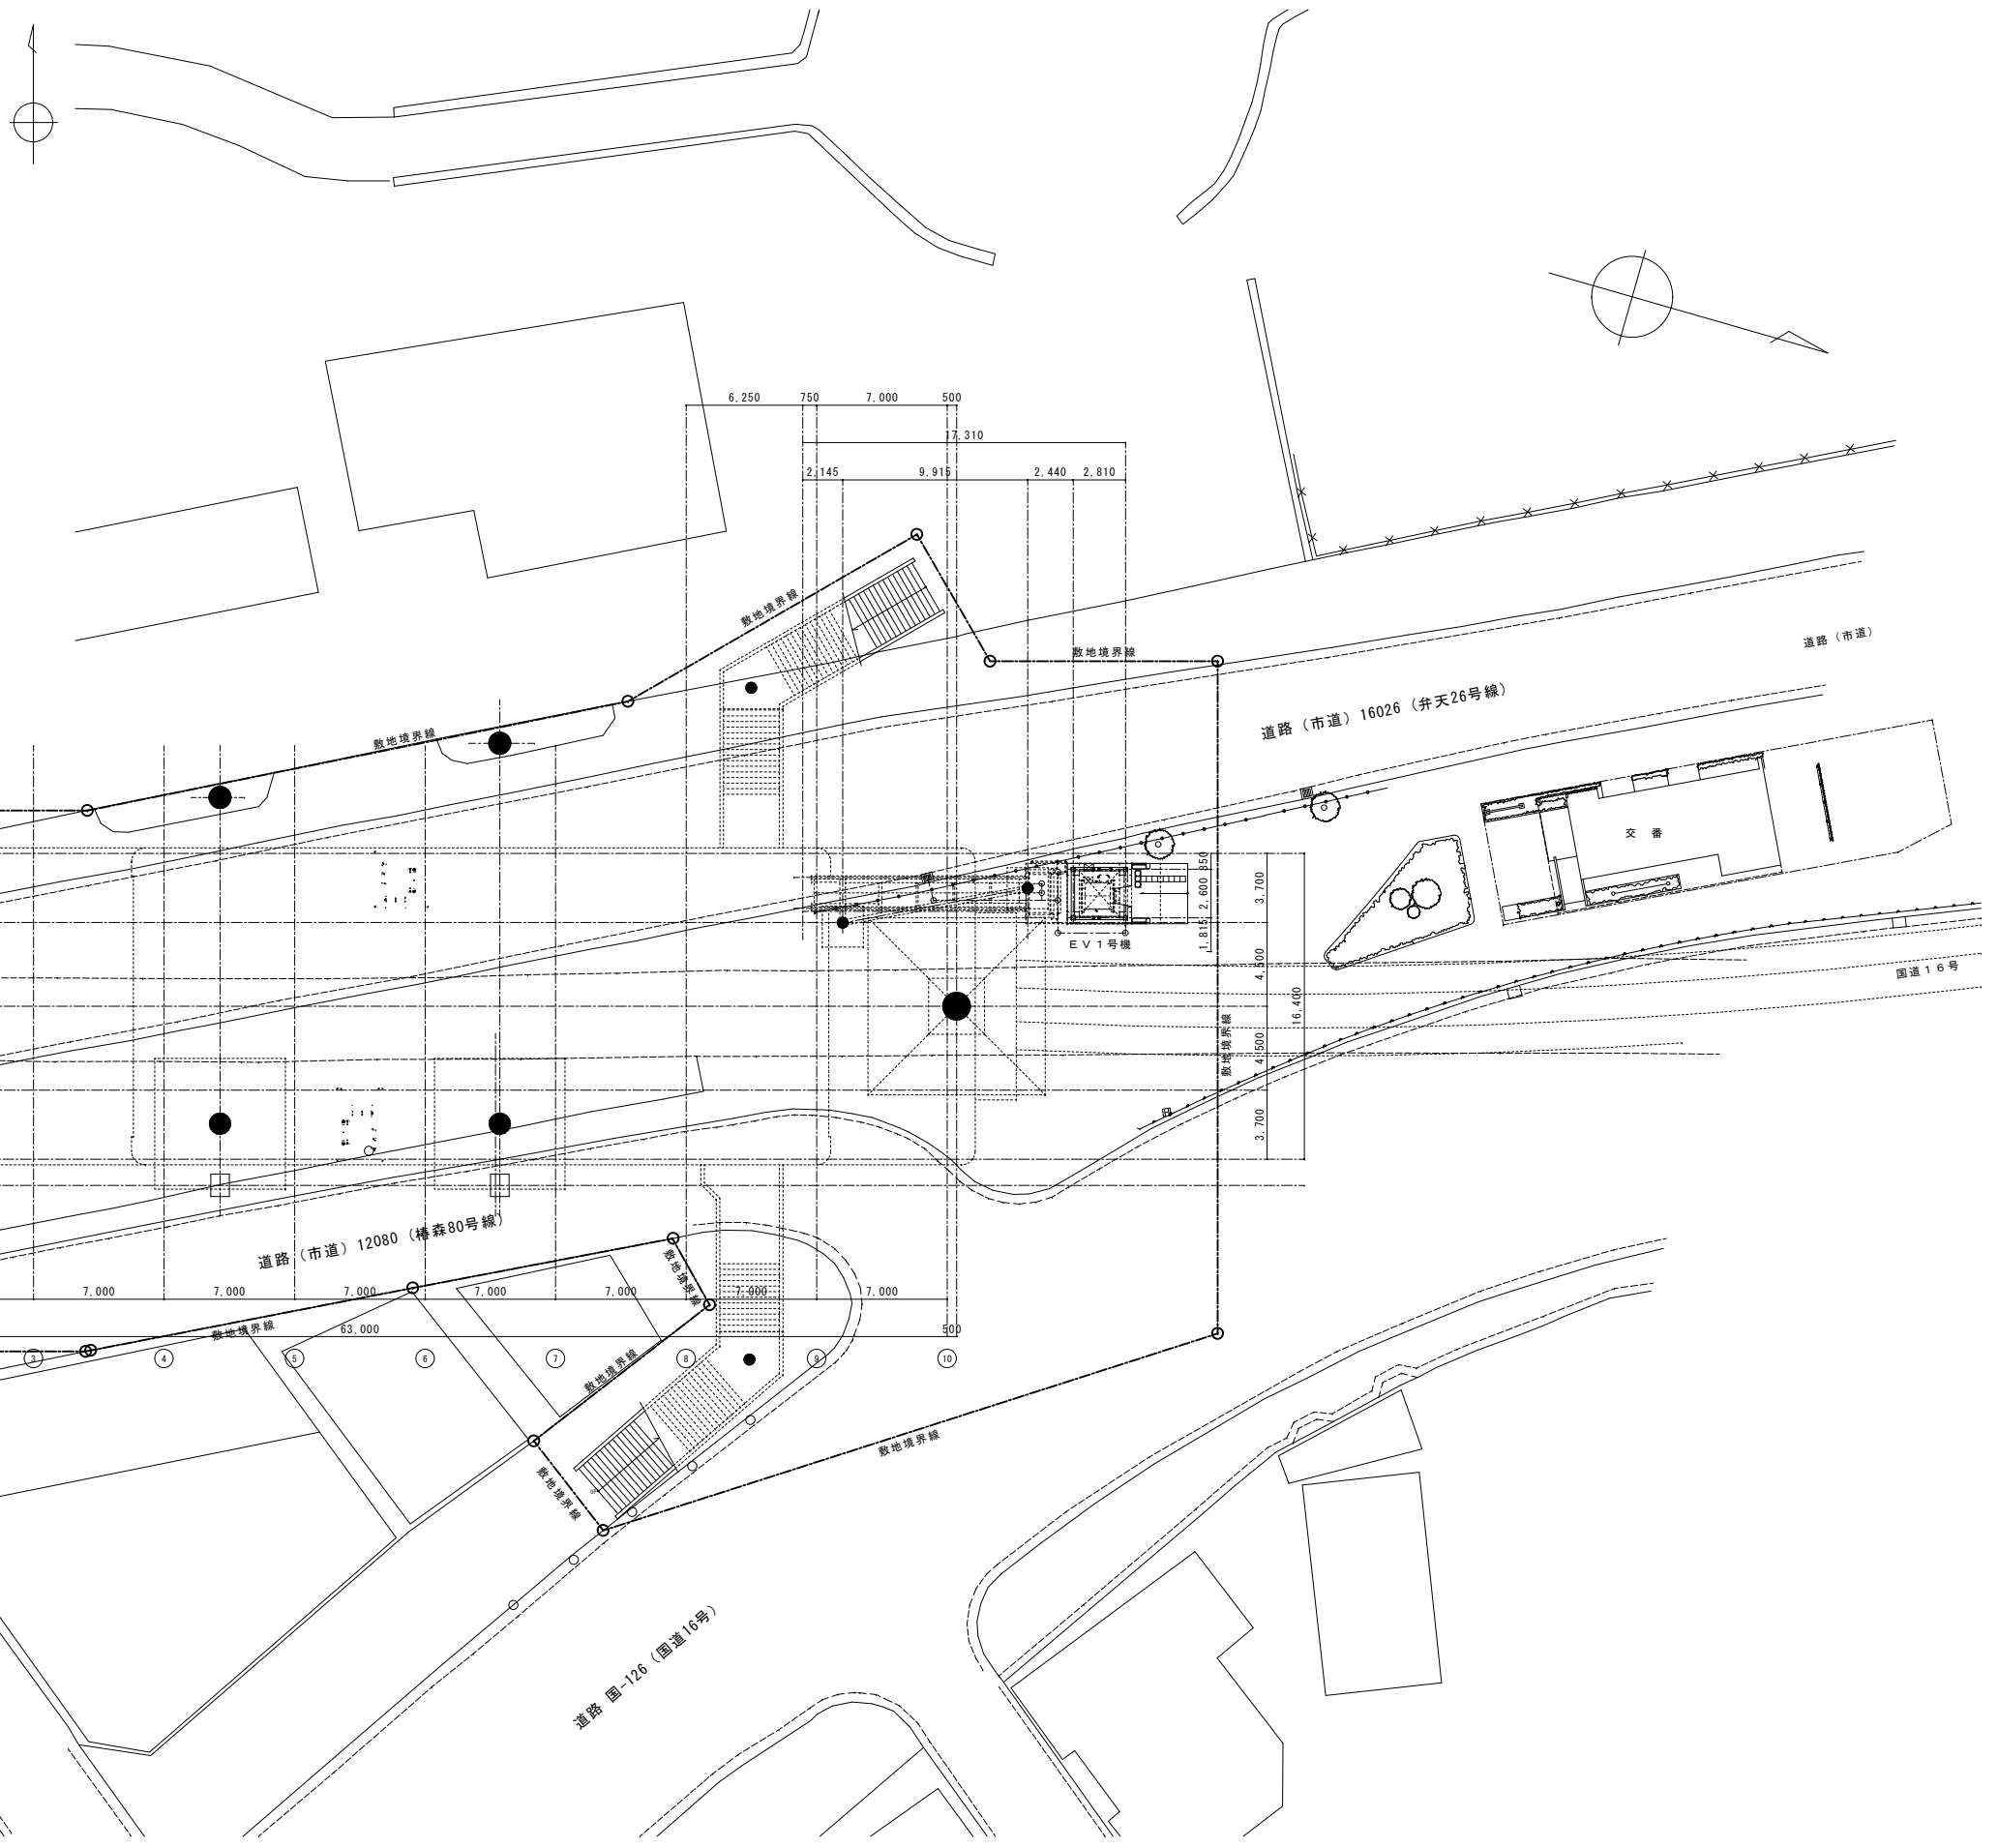 6,250 750 7,000 500
17,310
2,145 9,915 2,440 2,810
敷地境界線
敷地境界線
敷地境界線
道路（市道）
道路（市道）16026（弁天26号線）
交番
850
2,600
1,815
3,700
4,500
16,400
4,500
3,700
EV1号機
敷地境界線
国道16号
道路（市道）12080（椿森80号線）
敷地境界線
7,000 7,000 7,000 7,000 7,000 7,000 7,000
敷地境界線
63,000 500
3 4 5 6 7 8 9 10
敷地境界線
敷地境界線
敷地境界線
道路 国-126（国道16号）